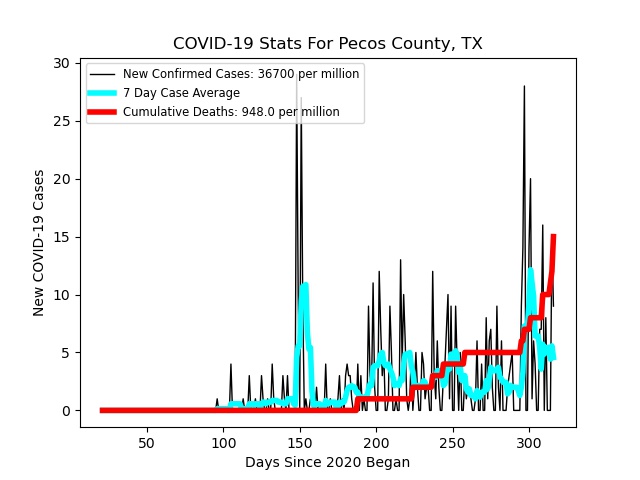 COVID-19 Stats For Pecos County, TX
30
25
20
15
10
5
0
New COVID-19 Cases
New Confirmed Cases: 36700 per million
7 Day Case Average
Cumulative Deaths: 948.0 per million
50 100 150 200 250 300
Days Since 2020 Began